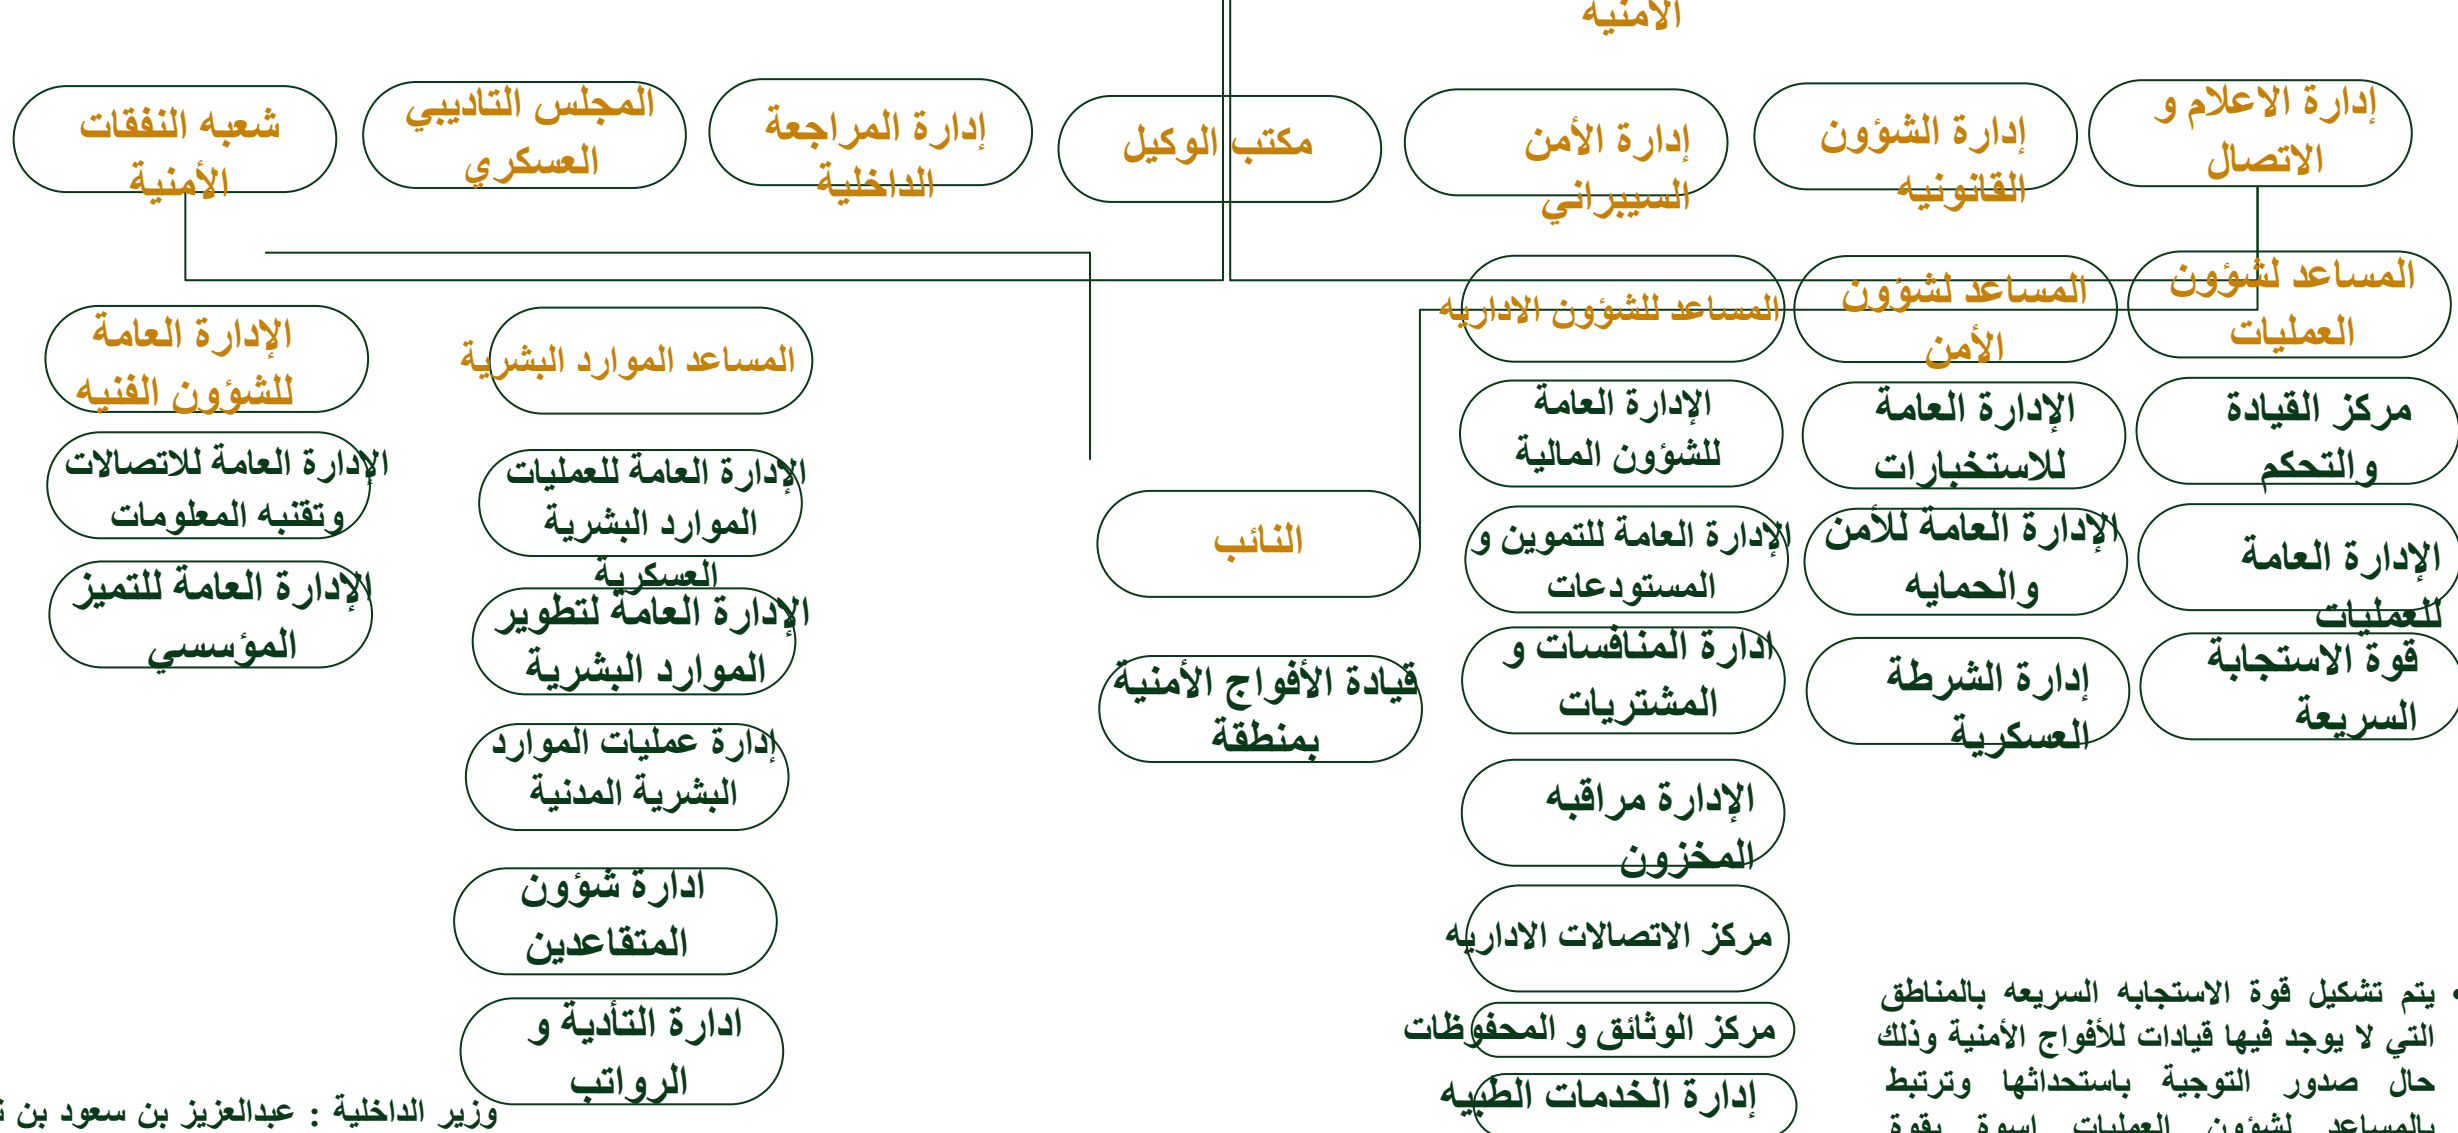 الأمنيه
إدارة الاعلام و
الاتصال
إدارة الشؤون
القانونيه
إدارة الأمن
السيبراني
مكتب الوكيل
إدارة المراجعة
الداخلية
المجلس التاديبي
العسكري
شعبه النفقات
الأمنية
المساعد لشؤون
العمليات
المساعد لشؤون
الأمن
المساعد للشؤون الاداريه
المساعد الموارد البشرية
الإدارة العامة
للشؤون الفنيه
مركز القيادة
والتحكم
الإدارة العامة
للعمليات
قوة الاستجابة
السريعة
الإدارة العامة
للاستخبارات
الإدارة العامة للأمن
والحمايه
إدارة الشرطة
العسكرية
الإدارة العامة
للشؤون المالية
الإدارة العامة للتموين و
المستودعات
ادارة المنافسات و
المشتريات
الإدارة مراقبه
المخزون
مركز الاتصالات الاداريه
مركز الوثائق و المحفوظات
إدارة الخدمات الطبيه
النائب
قيادة الأفواج الأمنية
بمنطقة
الإدارة العامة للعمليات
الموارد البشرية
العسكرية
الإدارة العامة لتطوير
الموارد البشرية
إدارة عمليات الموارد
البشرية المدنية
ادارة شؤون
المتقاعدين
ادارة التأدية و
الرواتب
الإدارة العامة للاتصالات
وتقنيه المعلومات
الإدارة العامة للتميز
المؤسسي
• يتم تشكيل قوة الاستجابه السريعه بالمناطق
التي لا يوجد فيها قيادات للأفواج الأمنية وذلك
حال صدور التوجية باستحداثها وترتبط
بالمساعد لشؤون العمليات اسوة بقوة
وزير الداخلية : عبدالعزيز بن سعود بن